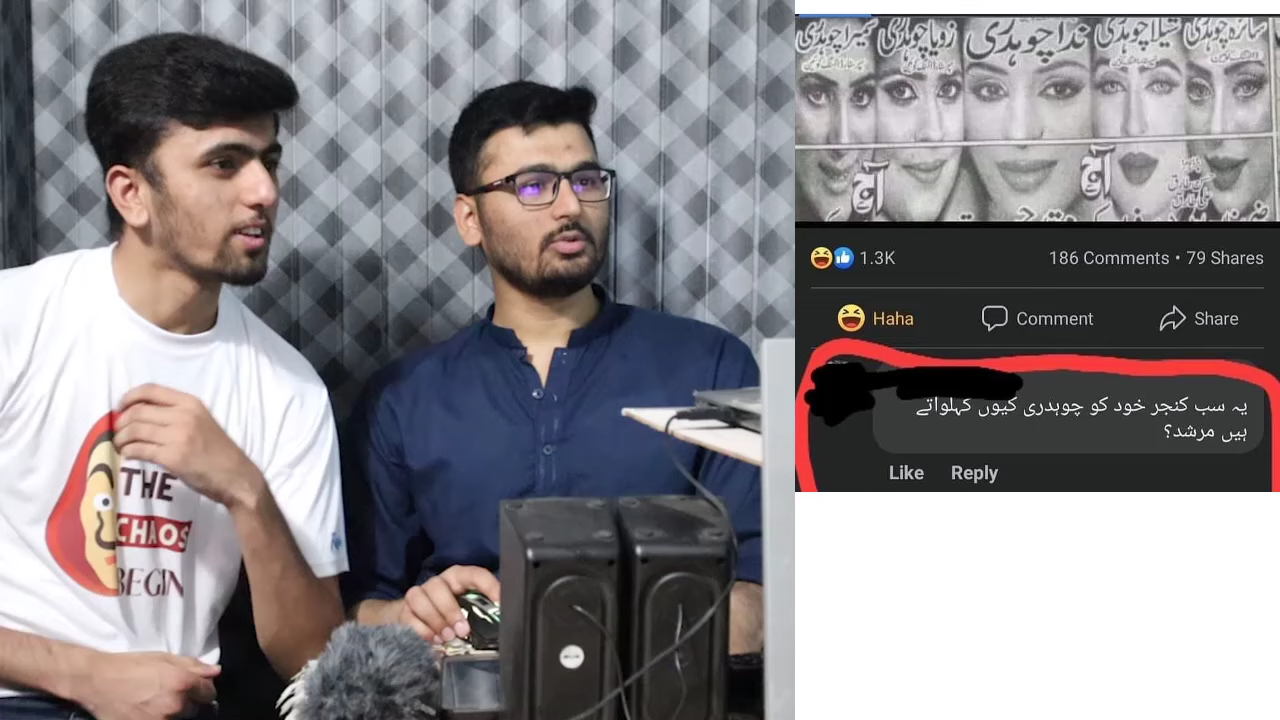 THE
CHAOS
BEGIN
سمیرا چوہدری زویا چوہدری ندا چوہدری شیلا چوہدری سائرہ چوہدری
آج آج
1.3K 186 Comments • 79 Shares
Haha Comment Share
یہ سب کنجر خود کو چوہدری کیوں کہلواتے
ہیں مرشد؟
Like Reply